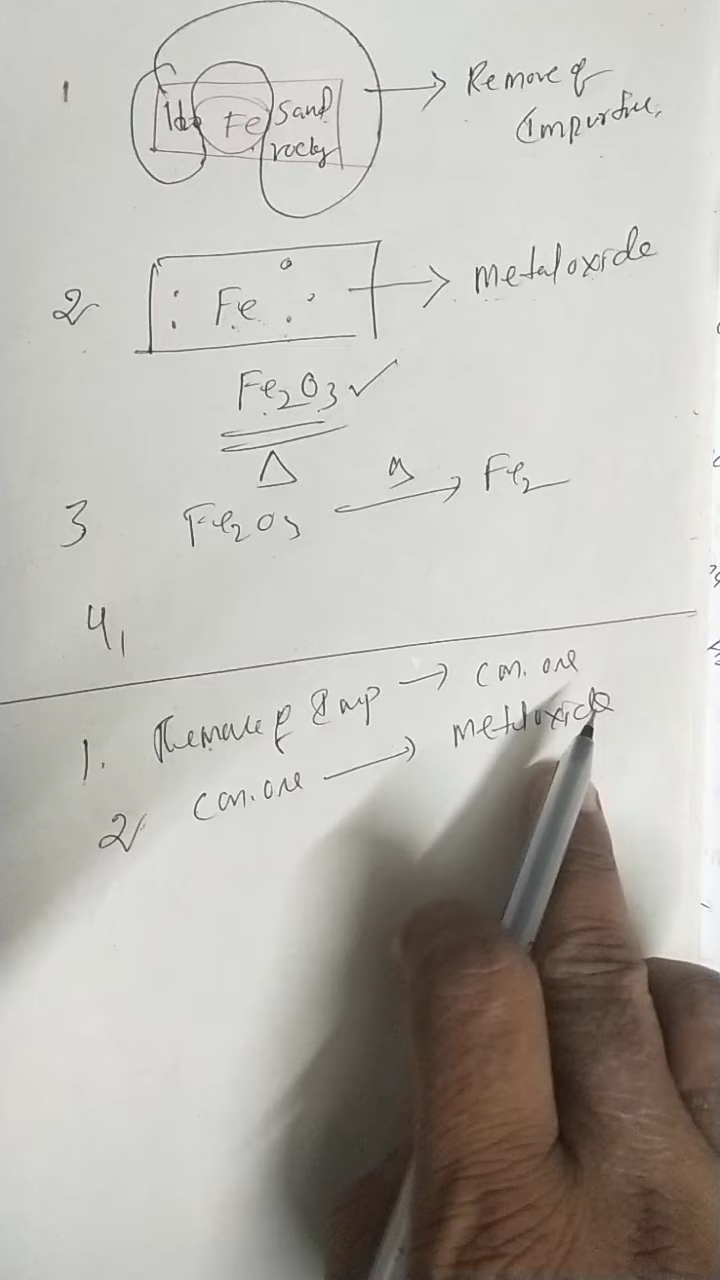 1
Fe Sand
rocky
Remove of
Impurities
2
Fe
Metaloxide
Fe2O3 ✓
Δ
3 Fe2O3 Δ → Fe2
4,
1. Remove of Imp → con. ore
2. con. ore → metaloxide